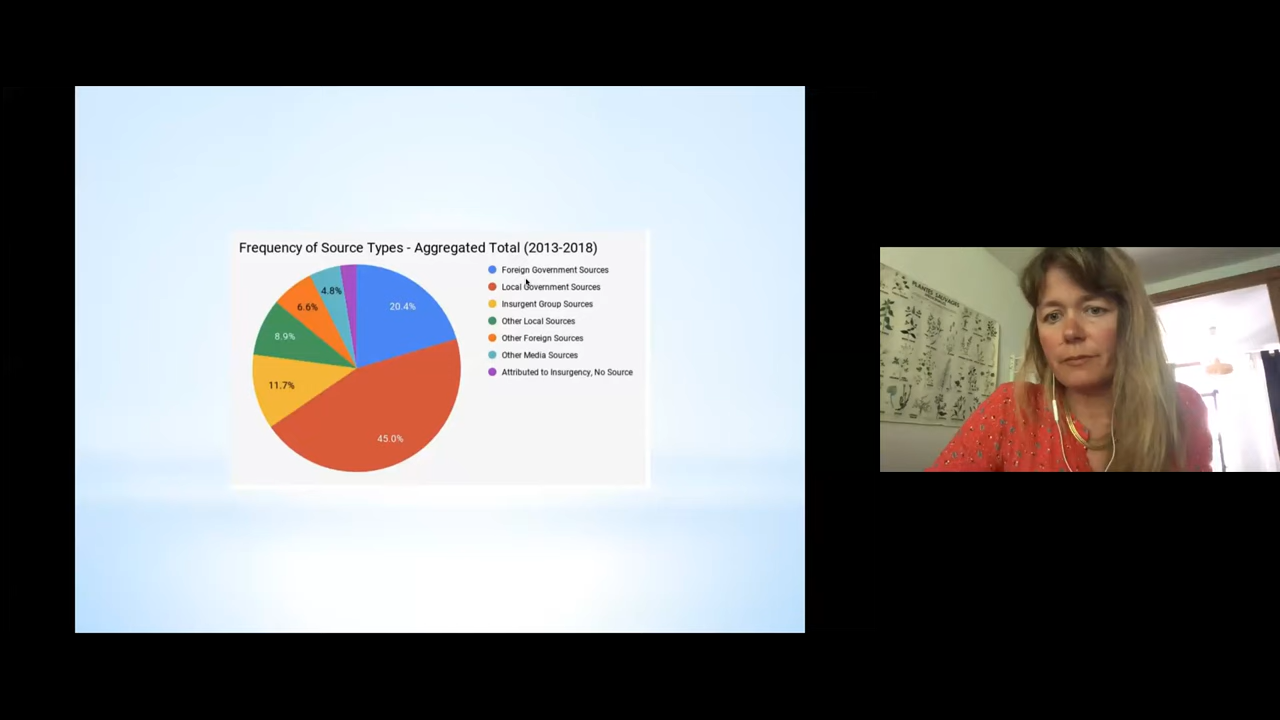 Frequency of Source Types - Aggregated Total (2013-2018)
Foreign Government Sources
Local Government Sources
Insurgent Group Sources
Other Local Sources
Other Foreign Sources
Other Media Sources
Attributed to Insurgency, No Source
20.4%
45.0%
11.7%
8.9%
6.6%
4.8%
PLANTES SAUVAGES